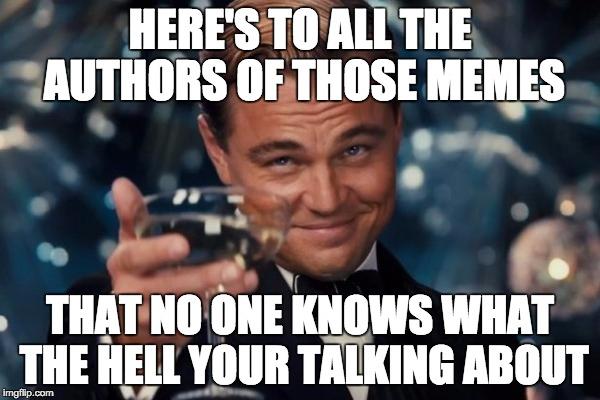 HERE'S TO ALL THE
AUTHORS OF THOSE MEMES
THAT NO ONE KNOWS WHAT
THE HELL YOUR TALKING ABOUT
imgflip.com